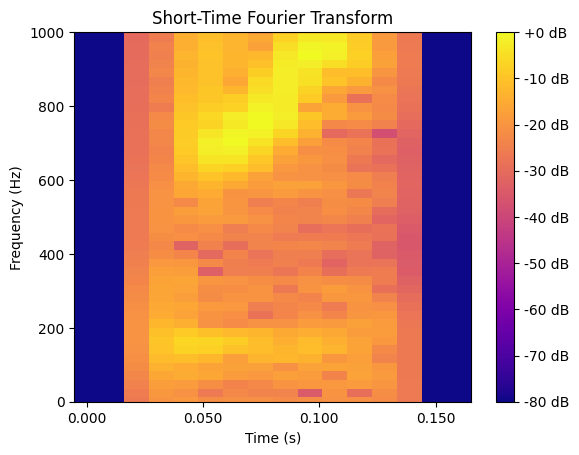 Short-Time Fourier Transform
Frequency (Hz)
1000
800
600
400
200
0
0.000
0.050
0.100
0.150
Time (s)
+0 dB
-10 dB
-20 dB
-30 dB
-40 dB
-50 dB
-60 dB
-70 dB
-80 dB